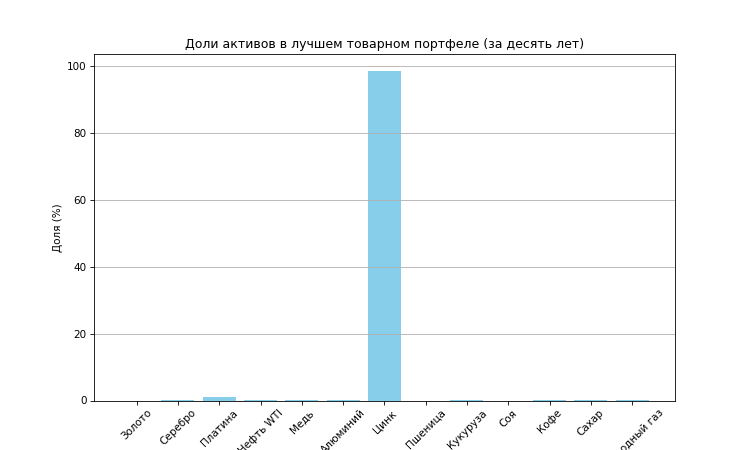 Доли активов в лучшем товарном портфеле (за десять лет)
Доля (%)
100
80
60
40
20
0
Золото
Серебро
Платина
Нефть WTI
Медь
Алюминий
Цинк
Пшеница
Кукуруза
Соя
Кофе
Сахар
одный газ